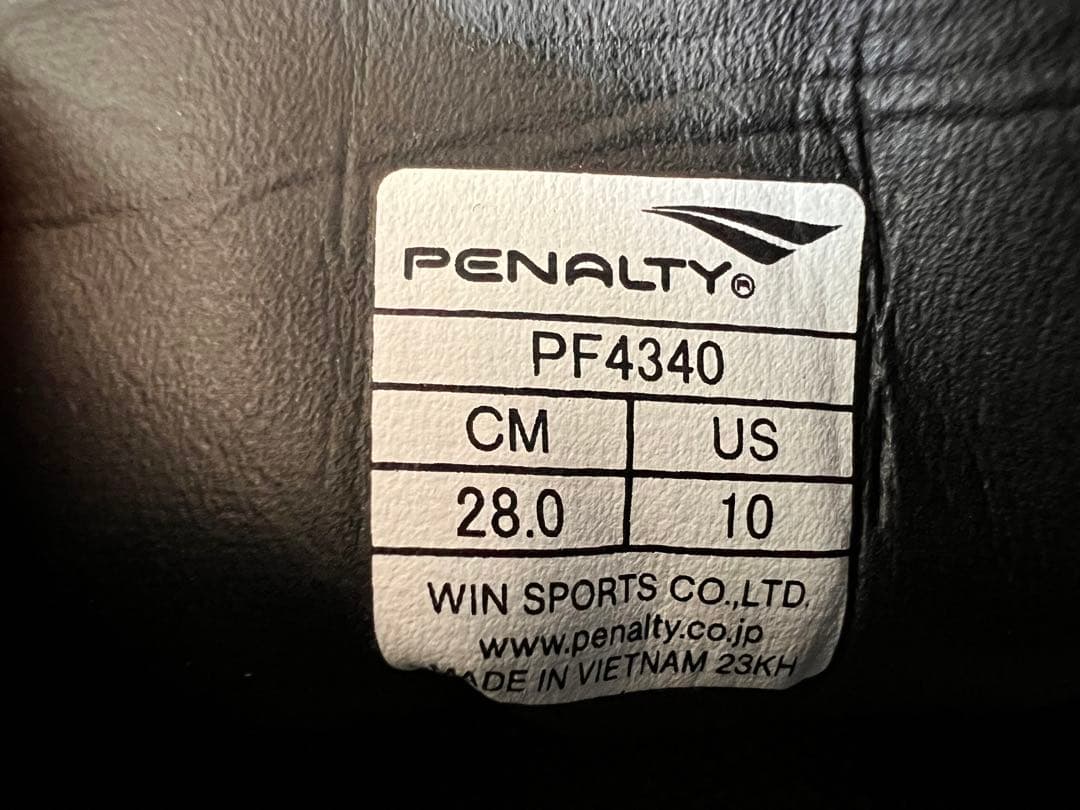 PENALTY®
PF4340
CM US
28.0 10
WIN SPORTS CO.,LTD.
www.penalty.co.jp
MADE IN VIETNAM 23KH